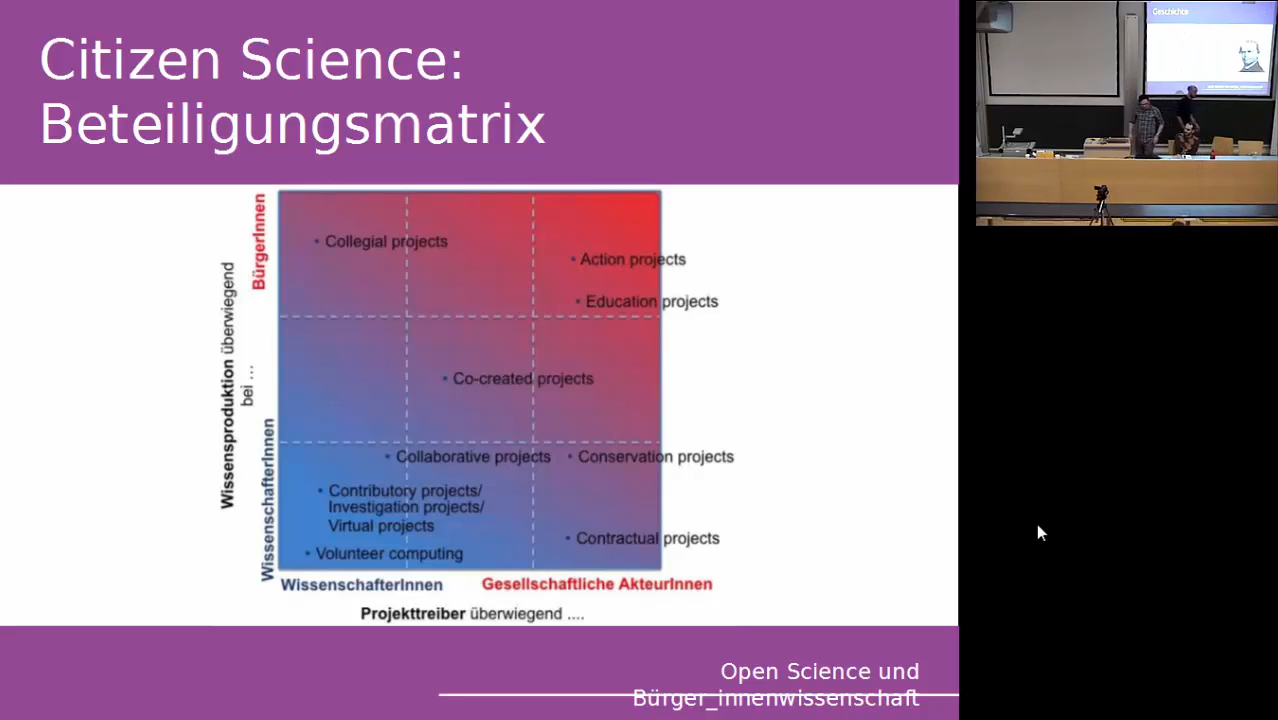 Citizen Science:
Beteiligungsmatrix
Geschichte
BürgerInnen
Wissensproduktion überwiegend
bei ...
WissenschafterInnen
• Collegial projects
• Action projects
• Education projects
• Co-created projects
• Collaborative projects
• Conservation projects
• Contributory projects/
Investigation projects/
Virtual projects
• Contractual projects
• Volunteer computing
WissenschafterInnen
Gesellschaftliche AkteurInnen
Projekttreiber überwiegend ....
Open Science und
Bürger_innenwissenschaft